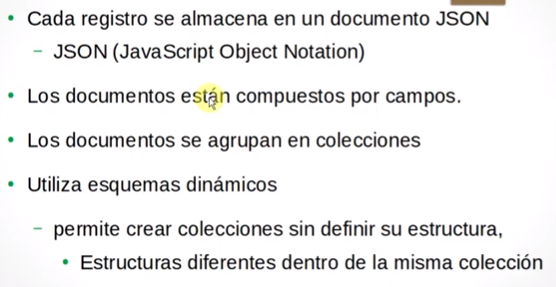 • Cada registro se almacena en un documento JSON
– JSON (JavaScript Object Notation)
• Los documentos están compuestos por campos.
• Los documentos se agrupan en colecciones
• Utiliza esquemas dinámicos
– permite crear colecciones sin definir su estructura,
• Estructuras diferentes dentro de la misma colección